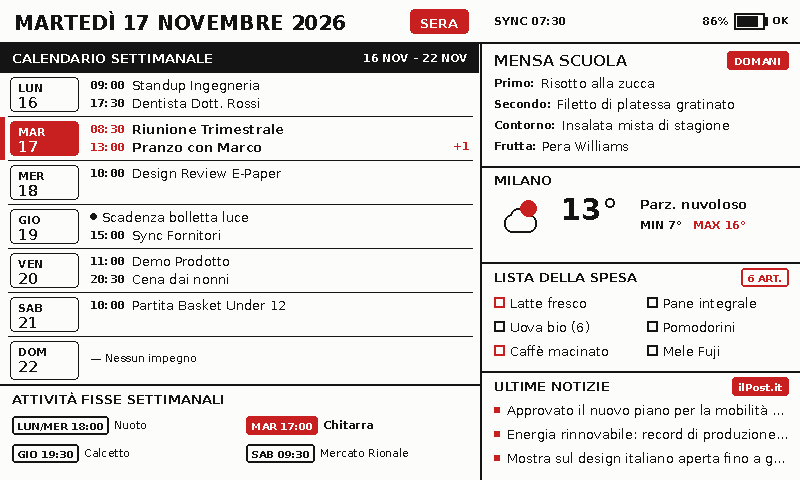 MARTEDÌ 17 NOVEMBRE 2026
SERA
SYNC 07:30
86%
OK
CALENDARIO SETTIMANALE
16 NOV - 22 NOV
LUN
16
09:00 Standup Ingegneria
17:30 Dentista Dott. Rossi
MAR
17
08:30 Riunione Trimestrale
13:00 Pranzo con Marco
+1
MER
18
10:00 Design Review E-Paper
GIO
19
● Scadenza bolletta luce
15:00 Sync Fornitori
VEN
20
11:00 Demo Prodotto
20:30 Cena dai nonni
SAB
21
10:00 Partita Basket Under 12
DOM
22
— Nessun impegno
ATTIVITÀ FISSE SETTIMANALI
LUN/MER 18:00 Nuoto
MAR 17:00 Chitarra
GIO 19:30 Calcetto
SAB 09:30 Mercato Rionale
MENSA SCUOLA
DOMANI
Primo: Risotto alla zucca
Secondo: Filetto di platessa gratinato
Contorno: Insalata mista di stagione
Frutta: Pera Williams
MILANO
13°
Parz. nuvoloso
MIN 7° MAX 16°
LISTA DELLA SPESA
6 ART.
Latte fresco
Pane integrale
Uova bio (6)
Pomodorini
Caffè macinato
Mele Fuji
ULTIME NOTIZIE
ilPost.it
Approvato il nuovo piano per la mobilità ...
Energia rinnovabile: record di produzione...
Mostra sul design italiano aperta fino a g...